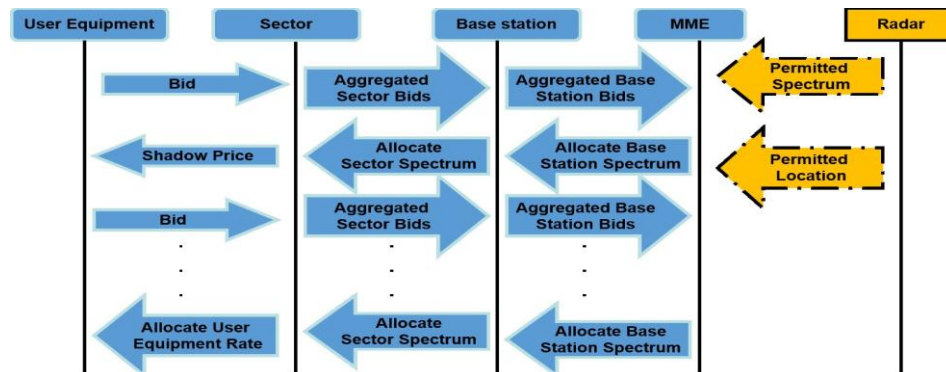 User Equipment
Sector
Base station
MME
Radar
Bid
Aggregated
Sector Bids
Aggregated Base
Station Bids
Permitted
Spectrum
Shadow Price
Allocate
Sector Spectrum
Allocate Base
Station Spectrum
Permitted
Location
Bid
Aggregated
Sector Bids
Aggregated Base
Station Bids
Allocate User
Equipment Rate
Allocate
Sector Spectrum
Allocate Base
Station Spectrum